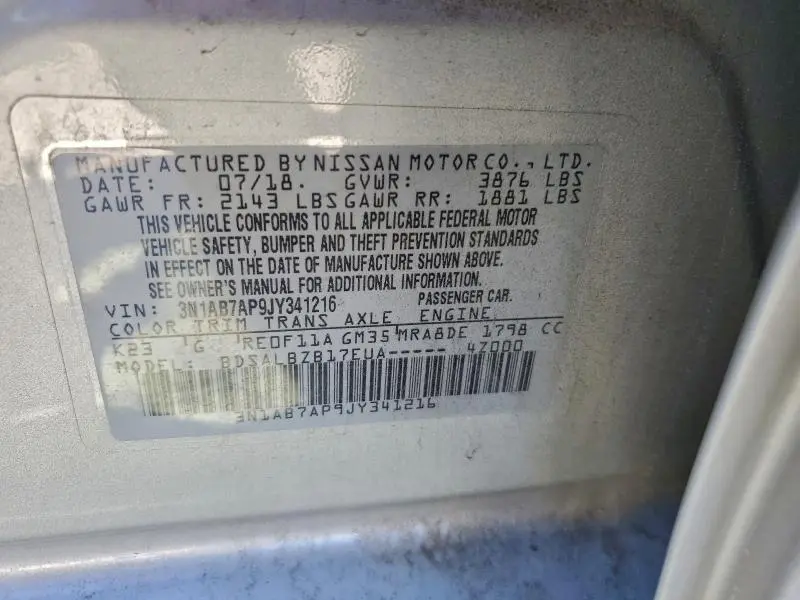 MANUFACTURED BY NISSAN MOTOR CO., LTD.
DATE: 07/18. GVWR: 3876 LBS
GAWR FR: 2143 LBS GAWR RR: 1881 LBS
THIS VEHICLE CONFORMS TO ALL APPLICABLE FEDERAL MOTOR
VEHICLE SAFETY, BUMPER AND THEFT PREVENTION STANDARDS
IN EFFECT ON THE DATE OF MANUFACTURE SHOWN ABOVE.
SEE OWNER'S MANUAL FOR ADDITIONAL INFORMATION.
VIN: 3N1AB7AP9JY341216 PASSENGER CAR.
COLOR TRIM TRANS AXLE ENGINE
K23 G RE0F11A GM35 MRA8DE 1798 CC
MODEL: BDSALBZB17EUA----- 47000
3N1AB7AP9JY341216